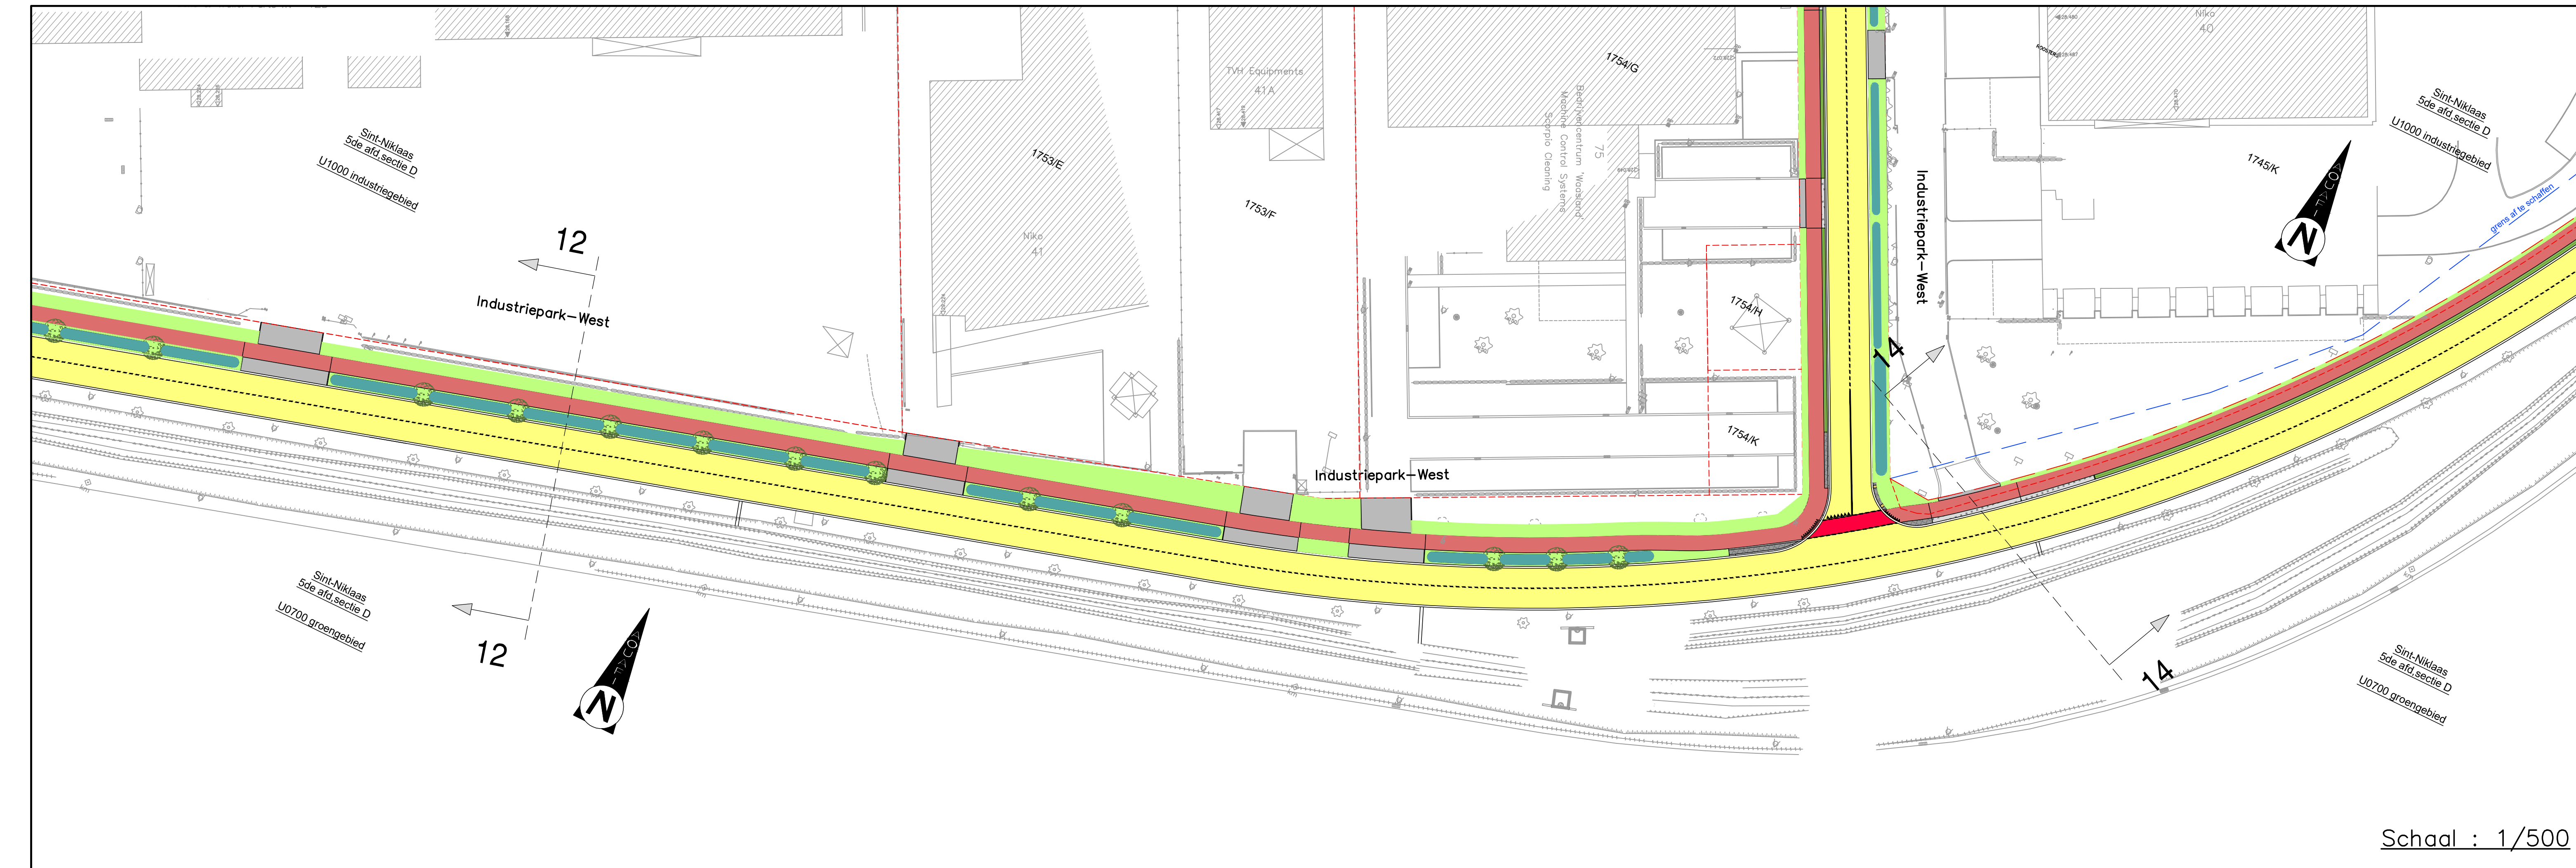 Niko
40
1754/G
TVH Equipments
41A
Bedrijvencentrum 'Waasland'
Machine Control Systems
Scorpio Cleaning
75
Sint-Niklaas
5de afd,sectie D
U1000 industriegebied
Sint-Niklaas
5de afd,sectie D
U1000 industriegebied
1753/E
1753/F
1745/K
grens af te schaffen
Industriepark-West
Niko
41
12
Industriepark-West
1754/H
14
N
1754/K
Industriepark-West
Sint-Niklaas
5de afd,sectie D
U0700 groengebied
12
AQUAFIN
14
Sint-Niklaas
5de afd,sectie D
U0700 groengebied
Schaal : 1/500